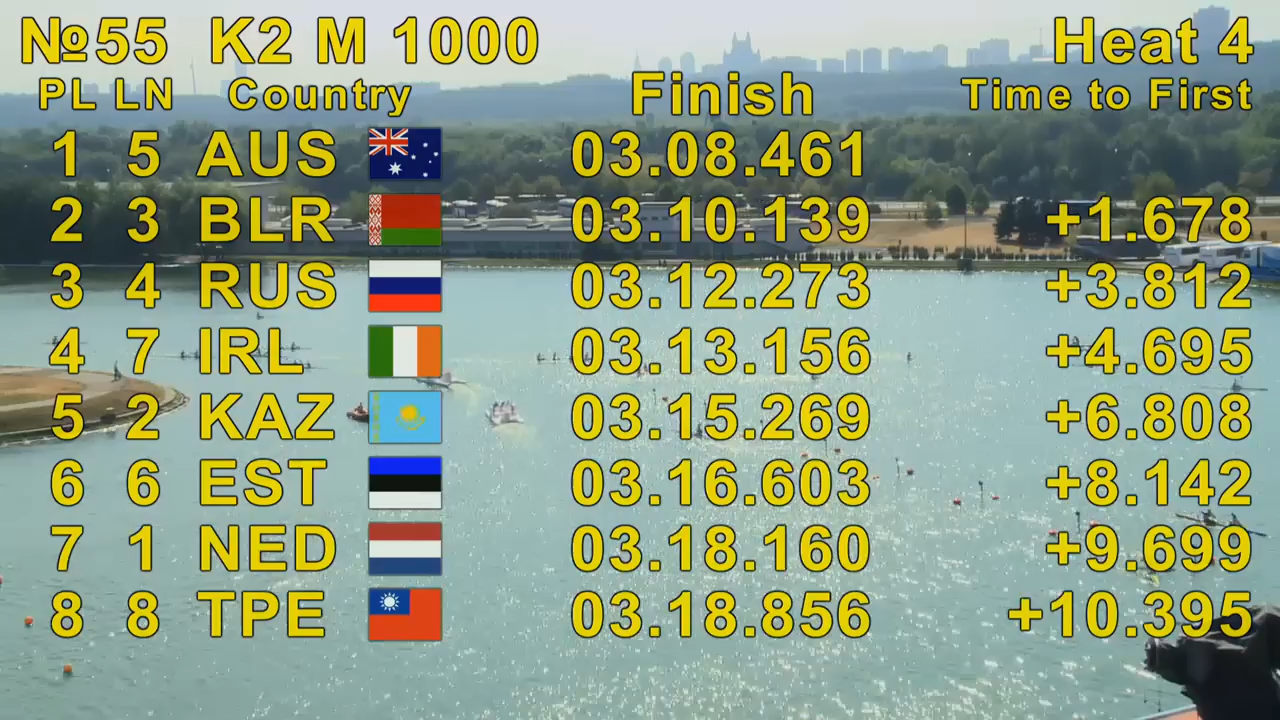 №55 K2 M 1000 Heat 4
PL LN Country Finish Time to First
1 5 AUS 03.08.461
2 3 BLR 03.10.139 +1.678
3 4 RUS 03.12.273 +3.812
4 7 IRL 03.13.156 +4.695
5 2 KAZ 03.15.269 +6.808
6 6 EST 03.16.603 +8.142
7 1 NED 03.18.160 +9.699
8 8 TPE 03.18.856 +10.395